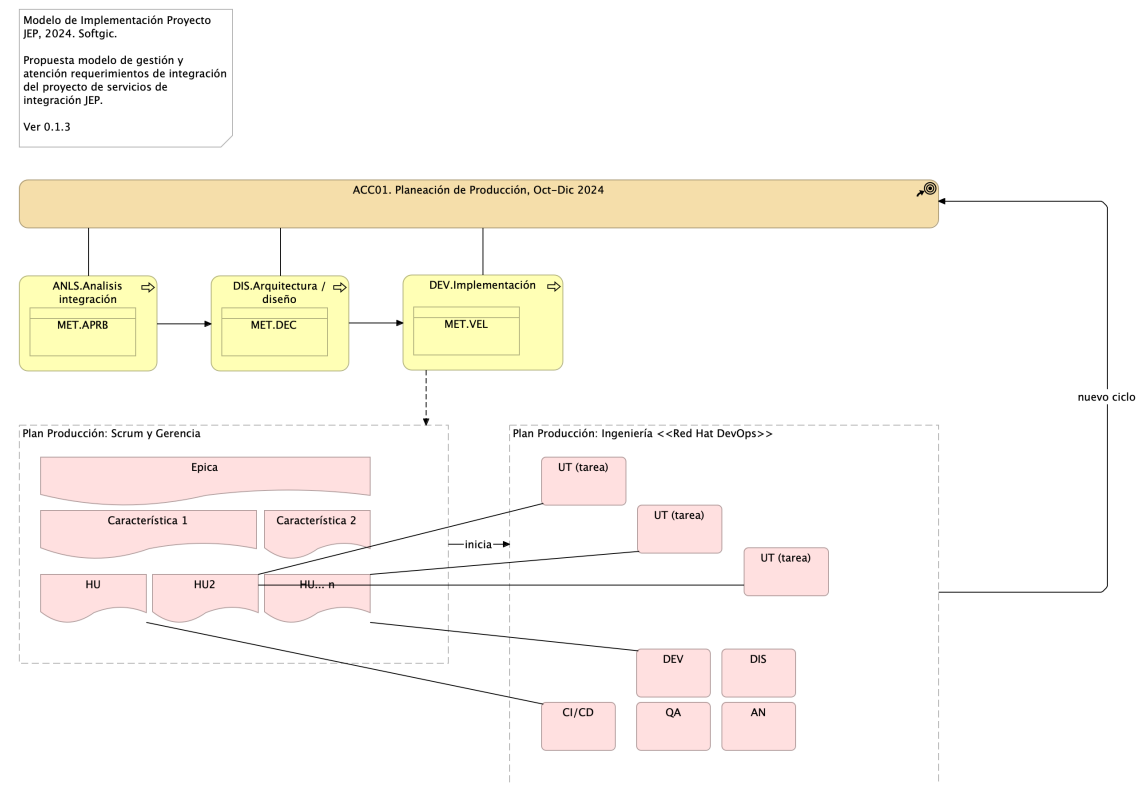 Modelo de Implementación Proyecto
JEP, 2024. Softgic.
Propuesta modelo de gestión y
atención requerimientos de integración
del proyecto de servicios de
integración JEP.
Ver 0.1.3
ACC01. Planeación de Producción, Oct-Dic 2024
ANLS.Analisis
integración
MET.APRB
DIS.Arquitectura /
diseño
MET.DEC
DEV.Implementación
MET.VEL
nuevo ciclo
Plan Producción: Scrum y Gerencia
Epica
Característica 1
Característica 2
HU
HU2
HU... n
inicia
Plan Producción: Ingeniería <<Red Hat DevOps>>
UT (tarea)
UT (tarea)
UT (tarea)
DEV
DIS
CI/CD
QA
AN